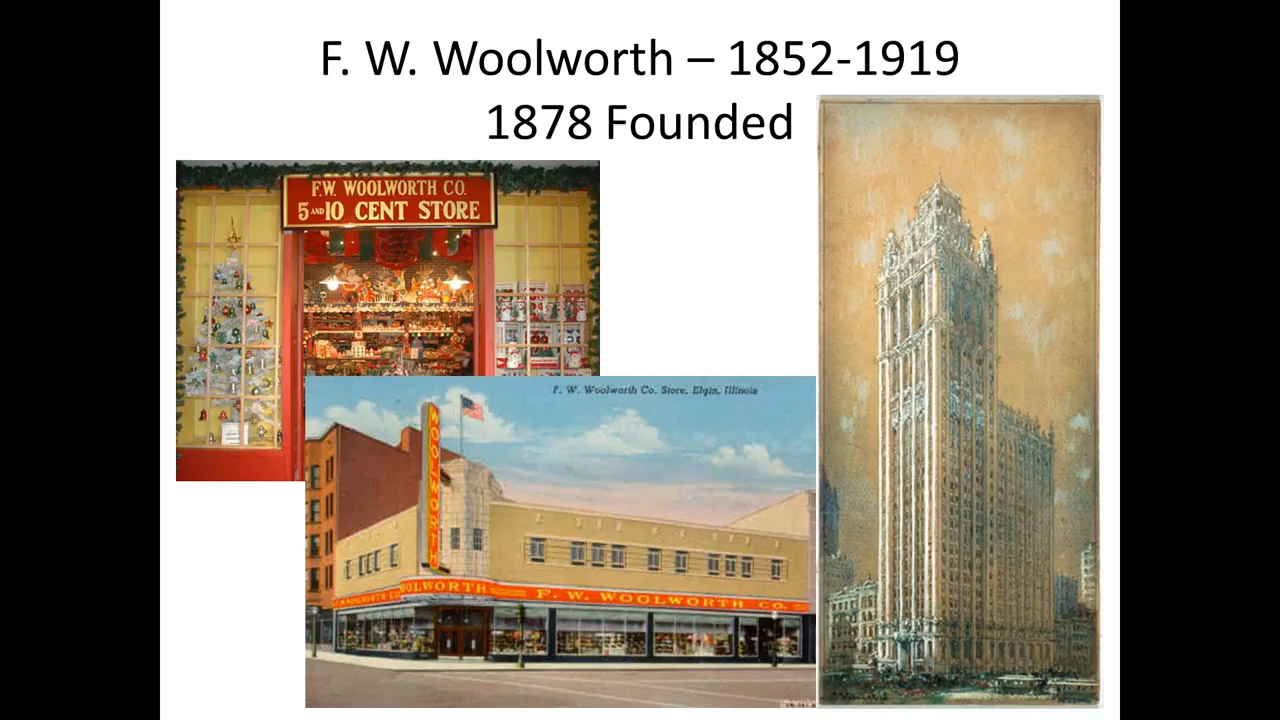 F. W. Woolworth – 1852-1919
1878 Founded
F.W. WOOLWORTH CO.
5 AND 10 CENT STORE
F. W. Woolworth Co. Store, Elgin, Illinois
WOOLWORTH
WOOLWORTH
F. W. WOOLWORTH CO.